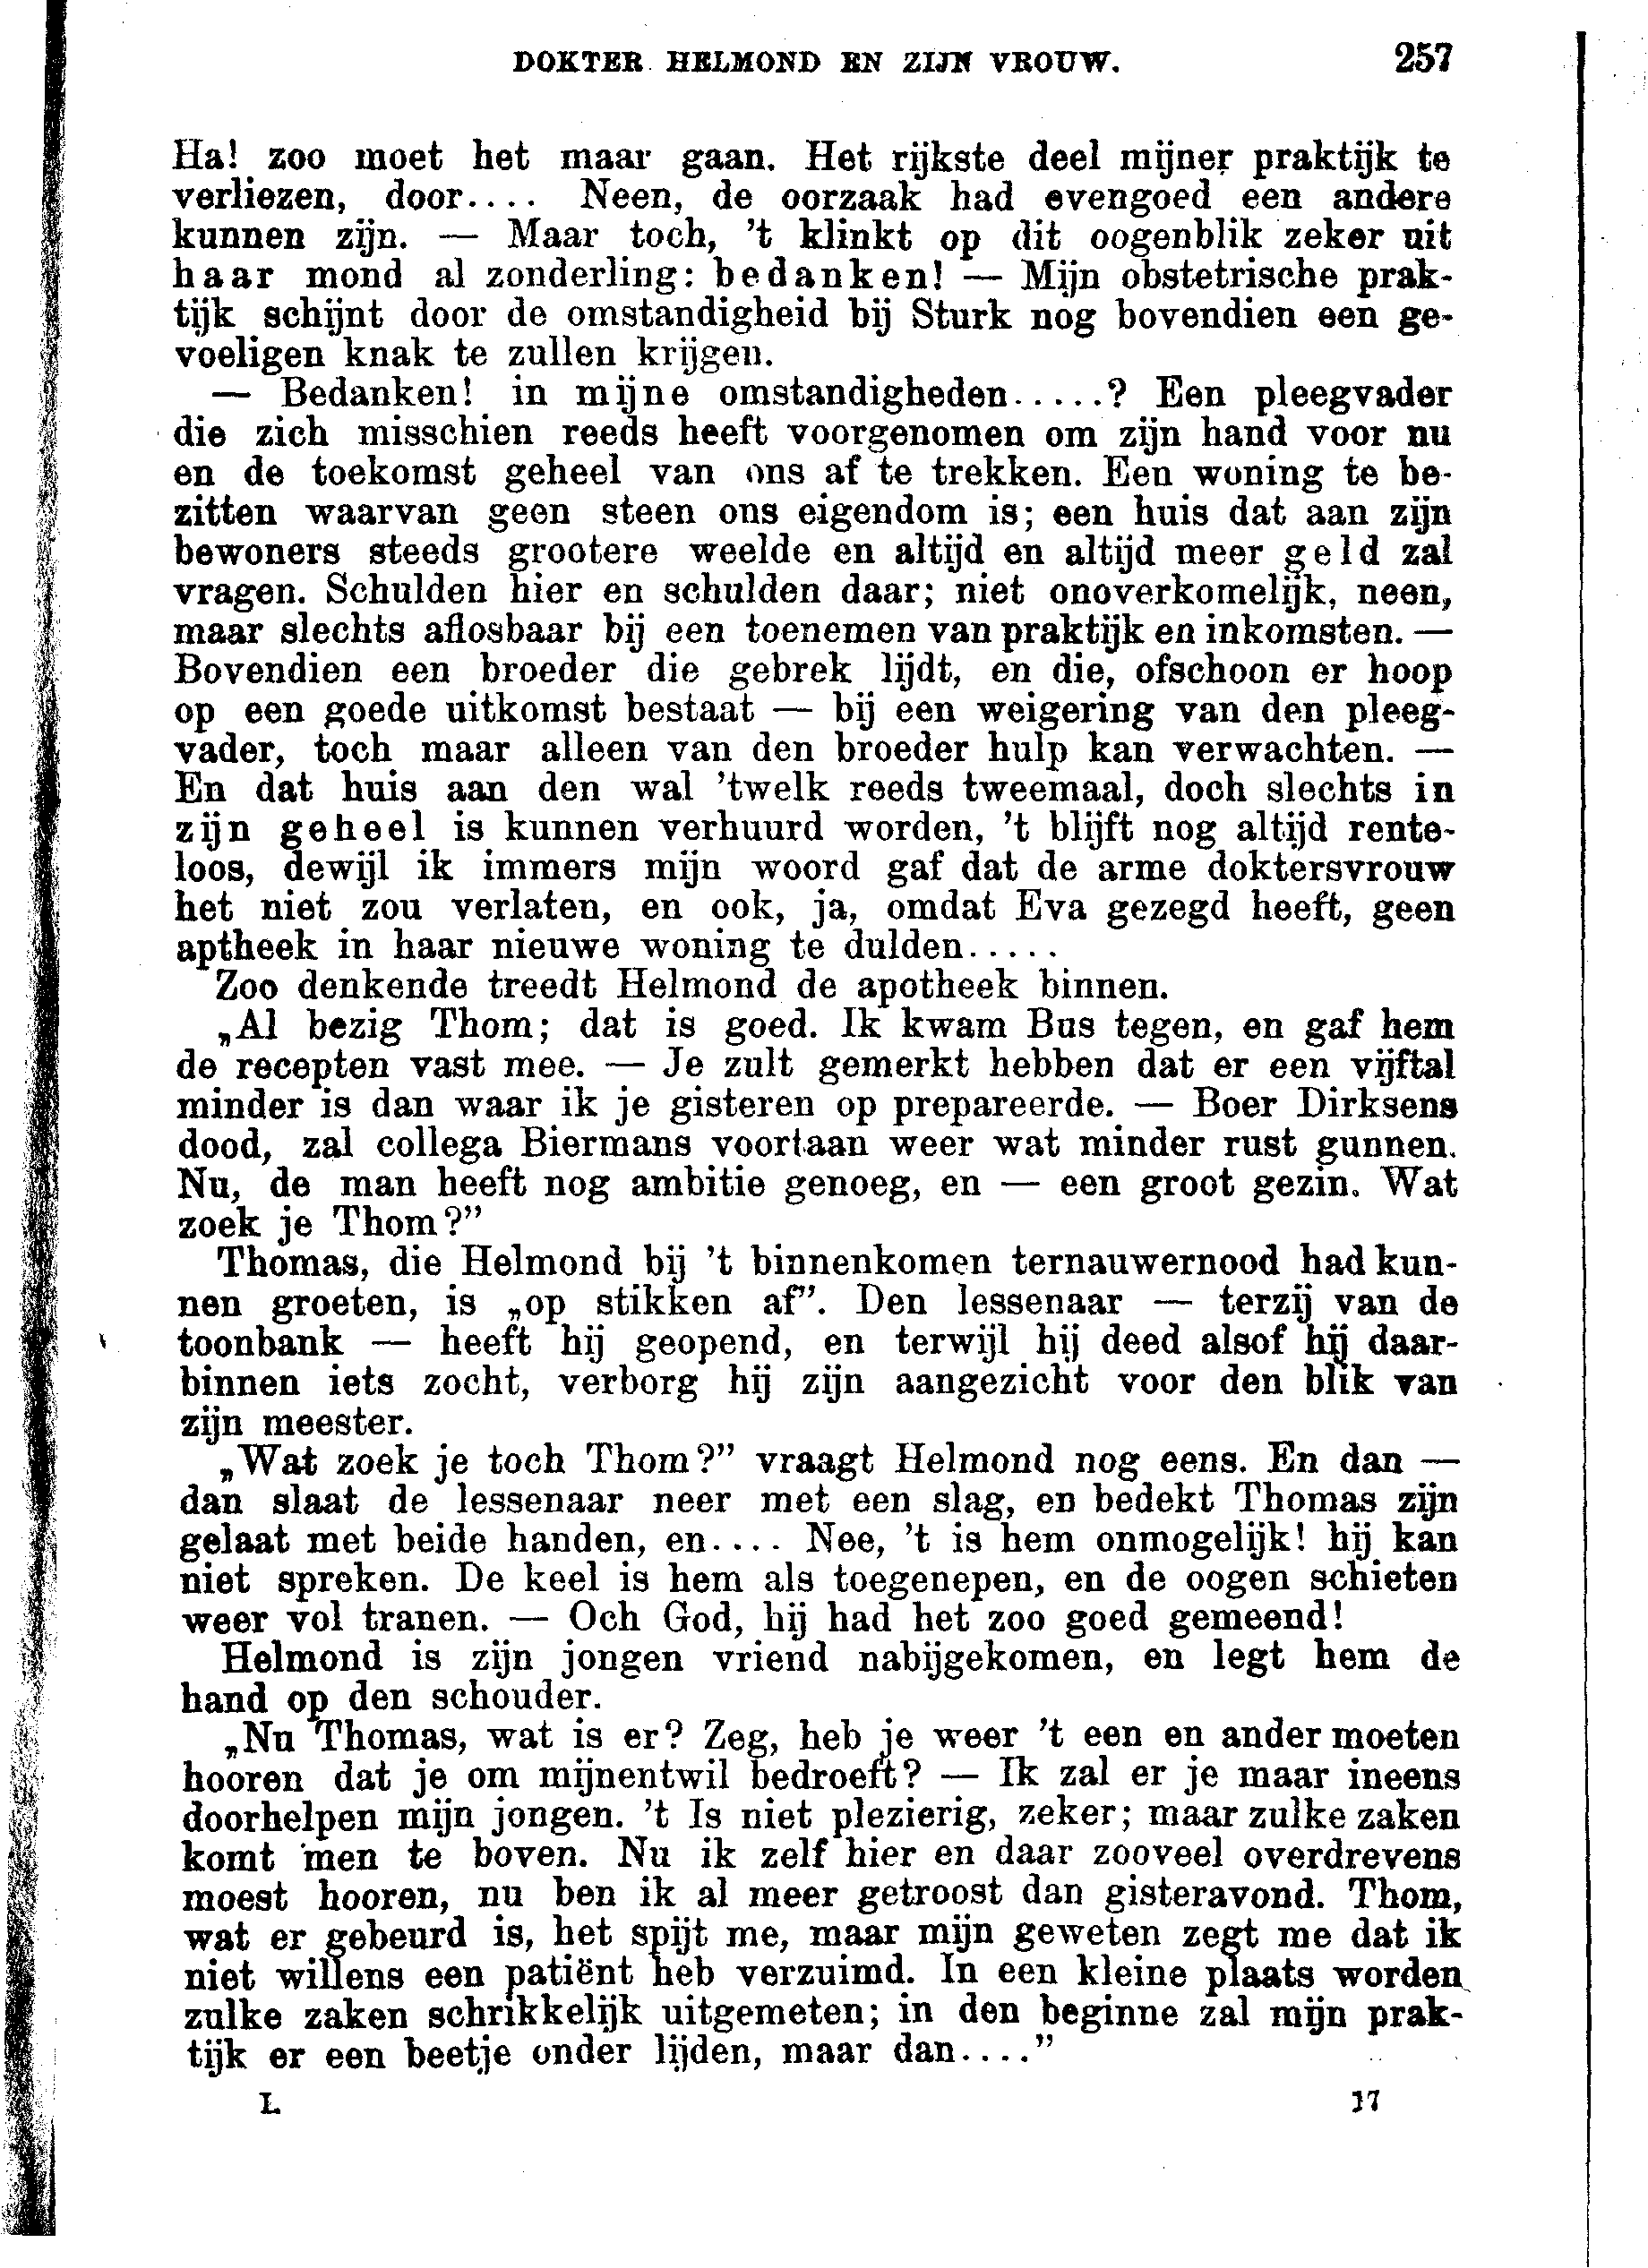 DOKTER HELMOND EN ZIJN VROUW. 257
Ha! zoo moet het maar gaan. Het rijkste deel mijner praktijk te
verliezen, door.... Neen, de oorzaak had evengoed een andere
kunnen zijn. — Maar toch, 't klinkt op dit oogenblik zeker uit
haar mond al zonderling: bedanken! — Mijn obstetrische prak-
tijk schijnt door de omstandigheid bij Sturk nog bovendien een ge-
voeligen knak te zullen krijgen.
— Bedanken! in mijne omstandigheden.....? Een pleegvader
die zich misschien reeds heeft voorgenomen om zijn hand voor nu
en de toekomst geheel van ons af te trekken. Een woning te be-
zitten waarvan geen steen ons eigendom is; een huis dat aan zijn
bewoners steeds grootere weelde en altijd en altijd meer geld zal
vragen. Schulden hier en schulden daar; niet onoverkomelijk, neen,
maar slechts aflosbaar bij een toenemen van praktijk en inkomsten. —
Bovendien een broeder die gebrek lijdt, en die, ofschoon er hoop
op een goede uitkomst bestaat — bij een weigering van den pleeg-
vader, toch maar alleen van den broeder hulp kan verwachten. —
En dat huis aan den wal 'twelk reeds tweemaal, doch slechts in
zijn geheel is kunnen verhuurd worden, 't blijft nog altijd rente-
loos, dewijl ik immers mijn woord gaf dat de arme doktersvrouw
het niet zou verlaten, en ook, ja, omdat Eva gezegd heeft, geen
aptheek in haar nieuwe woning te dulden.....
Zoo denkende treedt Helmond de apotheek binnen.
„Al bezig Thom; dat is goed. Ik kwam Bus tegen, en gaf hem
de recepten vast mee. — Je zult gemerkt hebben dat er een vijftal
minder is dan waar ik je gisteren op prepareerde. — Boer Dirksens
dood, zal collega Biermans voortaan weer wat minder rust gunnen.
Nu, de man heeft nog ambitie genoeg, en — een groot gezin. Wat
zoek je Thom?”
Thomas, die Helmond bij 't binnenkomen ternauwernood had kun-
nen groeten, is „op stikken af”. Den lessenaar — terzij van de
toonbank — heeft hij geopend, en terwijl hij deed alsof hij daar-
binnen iets zocht, verborg hij zijn aangezicht voor den blik van
zijn meester.
„Wat zoek je toch Thom?” vraagt Helmond nog eens. En dan —
dan slaat de lessenaar neer met een slag, en bedekt Thomas zijn
gelaat met beide handen, en.... Nee, 't is hem onmogelijk! hij kan
niet spreken. De keel is hem als toegenepen, en de oogen schieten
weer vol tranen. — Och God, hij had het zoo goed gemeend!
Helmond is zijn jongen vriend nabijgekomen, en legt hem de
hand op den schouder.
„Nu Thomas, wat is er? Zeg, heb je weer 't een en ander moeten
hooren dat je om mijnentwil bedroeft? — Ik zal er je maar ineens
doorhelpen mijn jongen. 't Is niet plezierig, zeker; maar zulke zaken
komt men te boven. Nu ik zelf hier en daar zooveel overdrevens
moest hooren, nu ben ik al meer getroost dan gisteravond. Thom,
wat er gebeurd is, het spijt me, maar mijn geweten zegt me dat ik
niet willens een patiënt heb verzuimd. In een kleine plaats worden
zulke zaken schrikkelijk uitgemeten; in den beginne zal mijn prak-
tijk er een beetje onder lijden, maar dan....”
I. 17